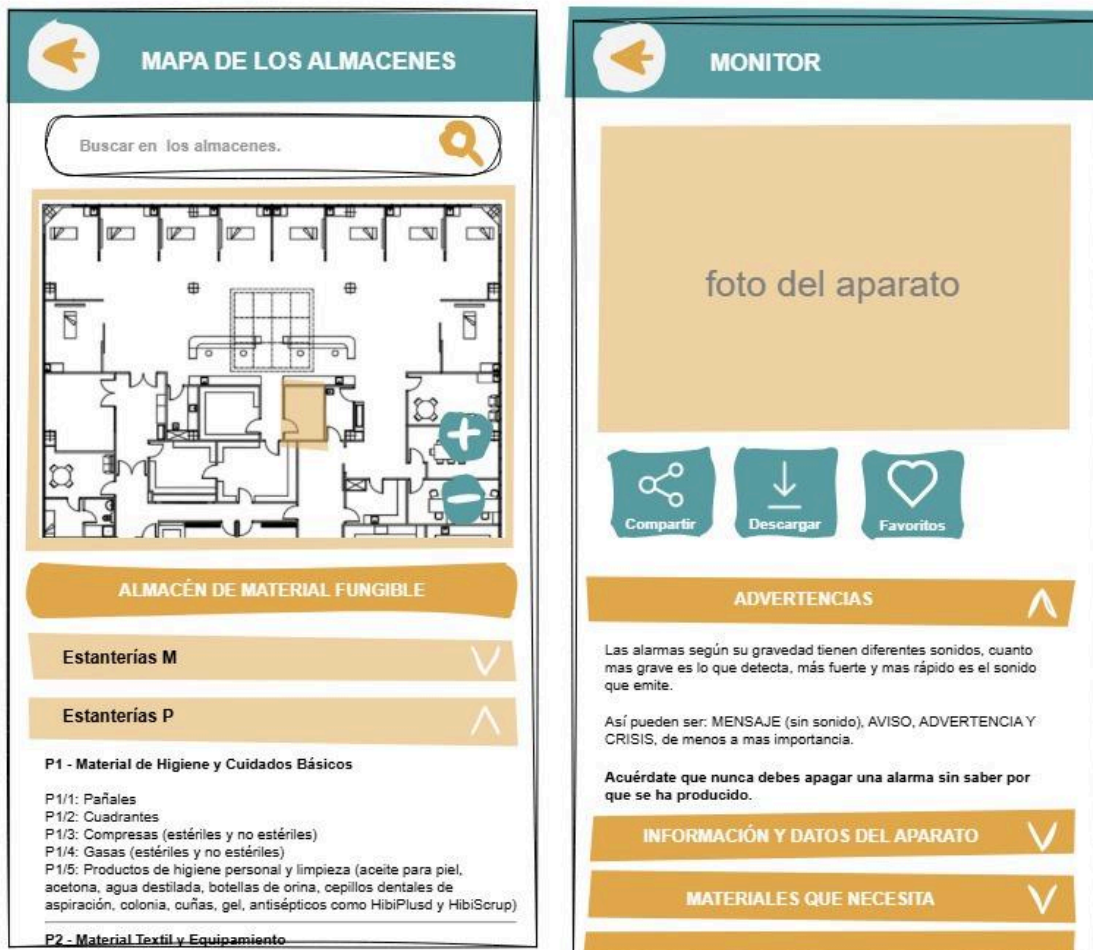 MAPA DE LOS ALMACENES
Buscar en los almacenes.
ALMACÉN DE MATERIAL FUNGIBLE
Estanterías M
Estanterías P
P1 - Material de Higiene y Cuidados Básicos
P1/1: Pañales
P1/2: Cuadrantes
P1/3: Compresas (estériles y no estériles)
P1/4: Gasas (estériles y no estériles)
P1/5: Productos de higiene personal y limpieza (aceite para piel,
acetona, agua destilada, botellas de orina, cepillos dentales de
aspiración, colonia, cuñas, gel, antisépticos como HibiPlusd y HibiScrup)
P2 - Material Textil y Equipamiento
MONITOR
foto del aparato
Compartir
Descargar
Favoritos
ADVERTENCIAS
Las alarmas según su gravedad tienen diferentes sonidos, cuanto
mas grave es lo que detecta, más fuerte y mas rápido es el sonido
que emite.
Así pueden ser: MENSAJE (sin sonido), AVISO, ADVERTENCIA Y
CRISIS, de menos a mas importancia.
Acuérdate que nunca debes apagar una alarma sin saber por
que se ha producido.
INFORMACIÓN Y DATOS DEL APARATO
MATERIALES QUE NECESITA